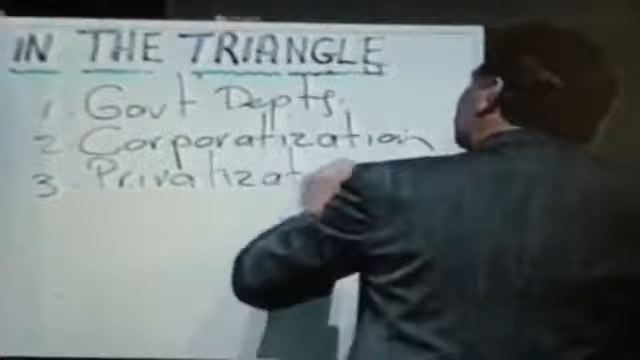 IN THE TRIANGLE
1. Govt Depts.
2 Corporatization
3. Privatizat